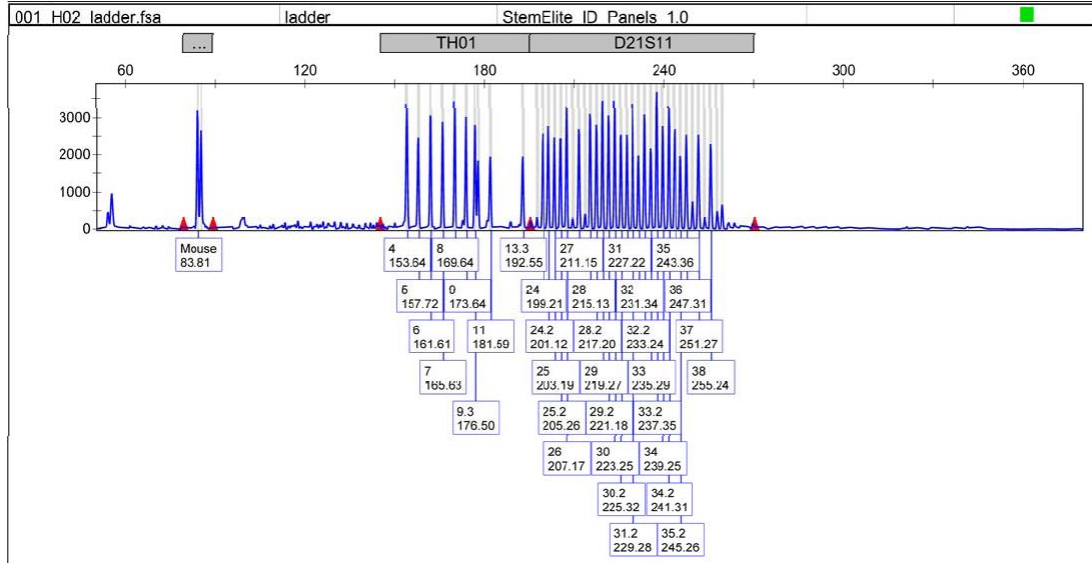 001_H02_ladder.fsa ladder StemElite_ID_Panels_1.0
... TH01 D21S11
60 120 180 240 300 360
3000
2000
1000
0
Mouse 4 8 13.3 27 31 35
83.81 153.64 169.64 192.55 211.15 227.22 243.36
5 9 24 28 32 36
157.72 173.64 199.21 215.13 231.34 247.31
6 11 24.2 28.2 32.2 37
161.61 181.59 201.12 217.20 233.24 251.27
7 25 29 33 38
165.63 203.19 219.27 235.29 255.24
9.3 25.2 29.2 33.2
176.50 205.26 221.18 237.35
26 30 34
207.17 223.25 239.25
30.2 34.2
225.32 241.31
31.2 35.2
229.28 245.26